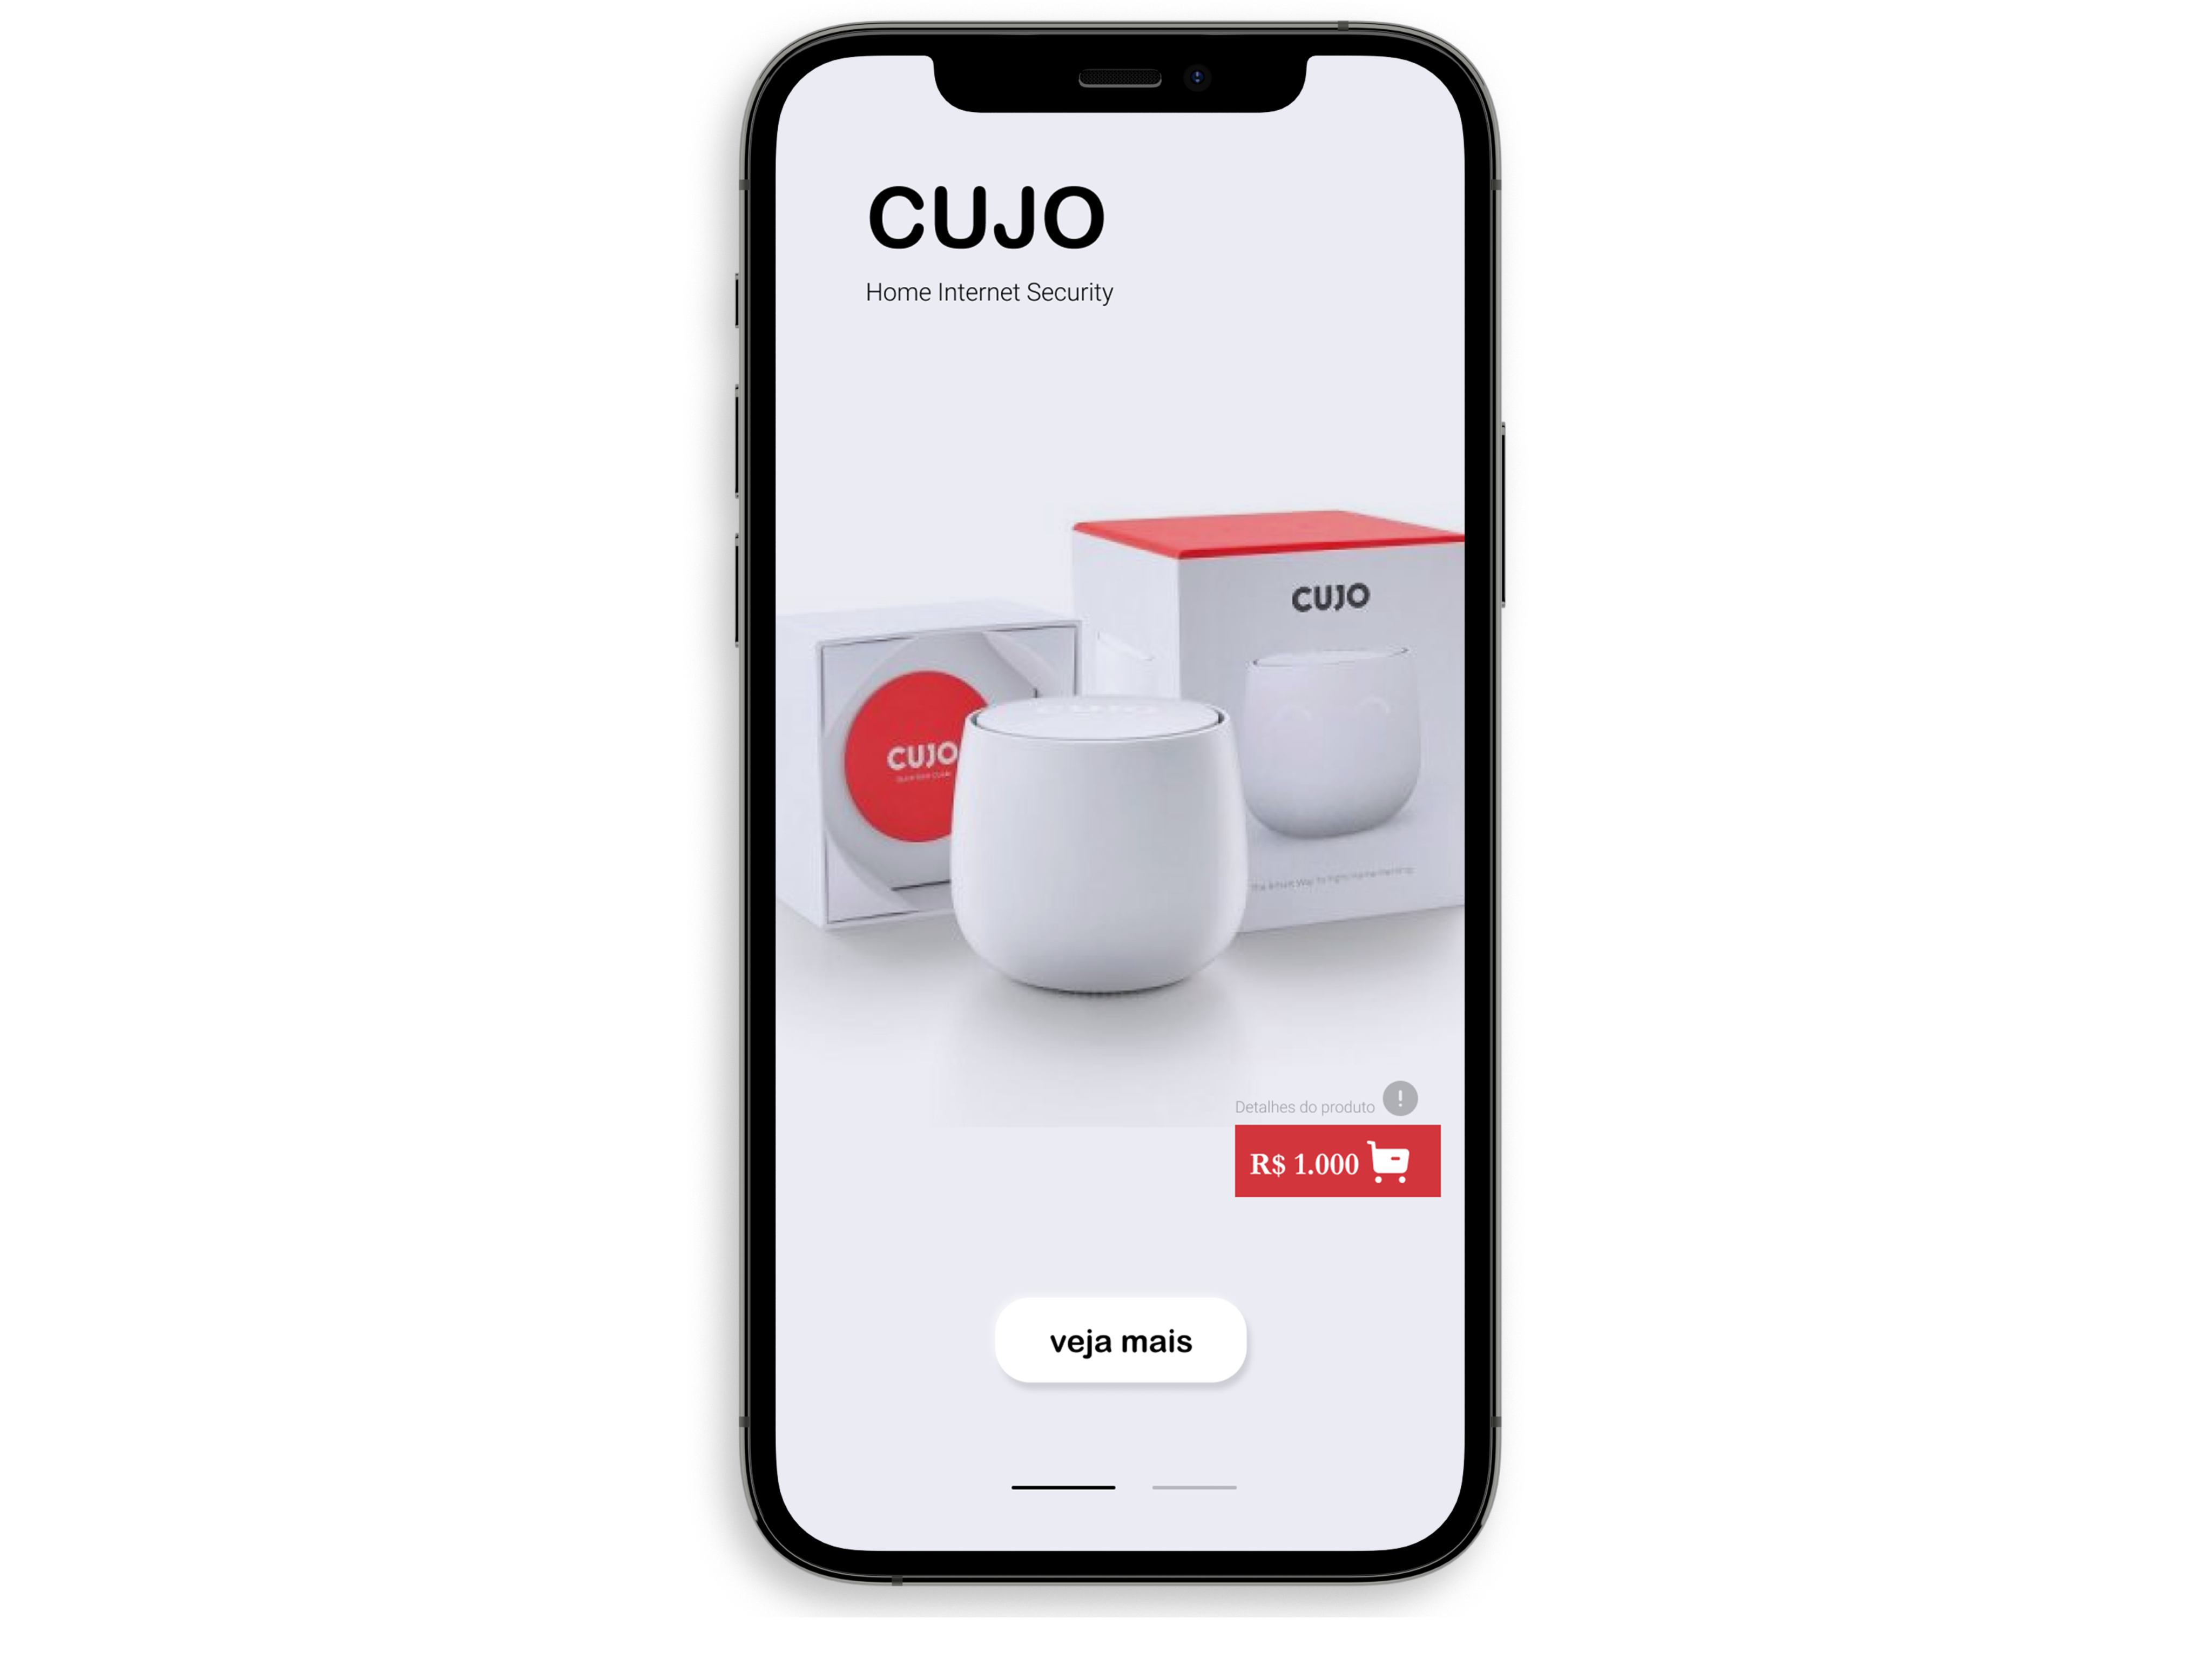 CUJO
Home Internet Security
CUJO
CUJO
Detalhes do produto
R$ 1.000
veja mais